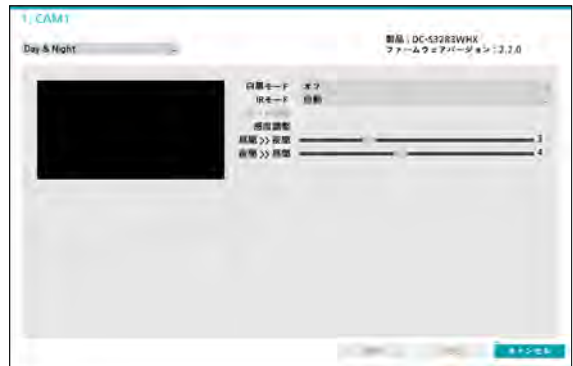 1. CAM1
製品 : DC-S3283WHX
Day & Night
ファームウェアバージョン : 2.2.0
白黒モード オフ
IRモード 自動
感度調整
昼間 >> 夜間 3
夜間 >> 昼間 4
キャンセル